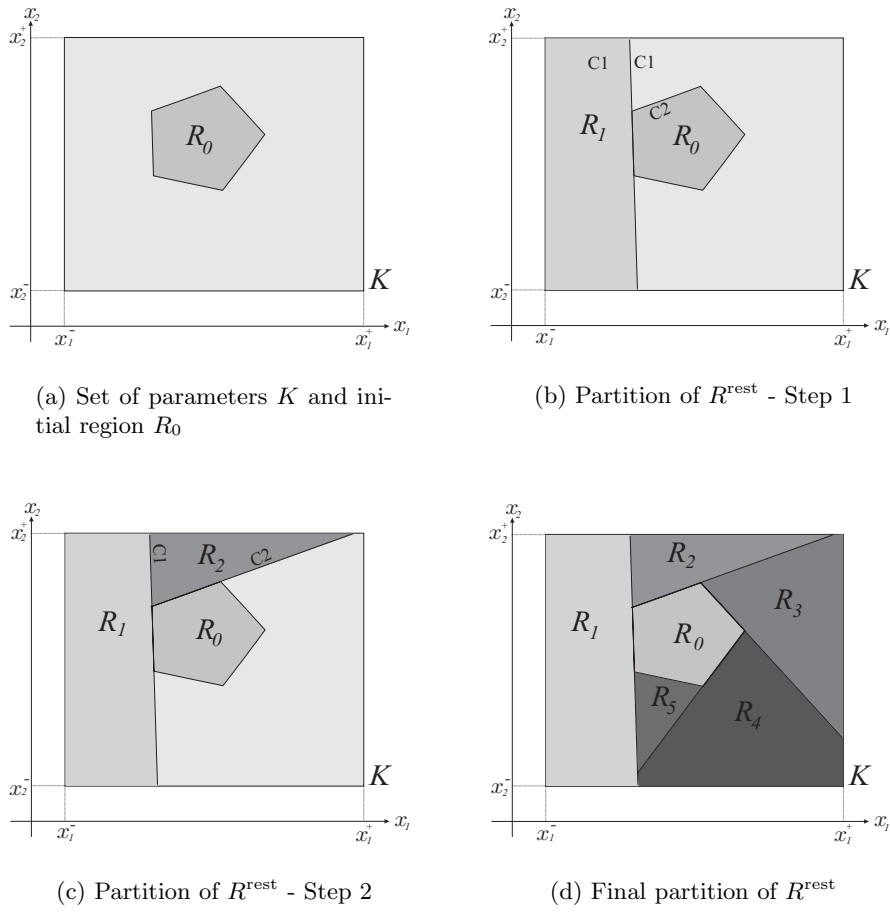 x₂⁺ x₂
R₀
x₂⁻ K
x₁⁻ x₁⁺ x₁
(a) Set of parameters K and ini-
tial region R₀
x₂⁺ x₂
C1 C1
C2
R₁ R₀
x₂⁻ K
x₁⁻ x₁⁺ x₁
(b) Partition of Rʳᵉˢᵗ - Step 1
x₂⁺ x₂
C1 R₂ C2
R₁ R₀
x₂⁻ K
x₁⁻ x₁⁺ x₁
(c) Partition of Rʳᵉˢᵗ - Step 2
x₂⁺ x₂
R₂
R₃
R₁ R₀
R₅ R₄
x₂⁻ K
x₁⁻ x₁⁺ x₁
(d) Final partition of Rʳᵉˢᵗ